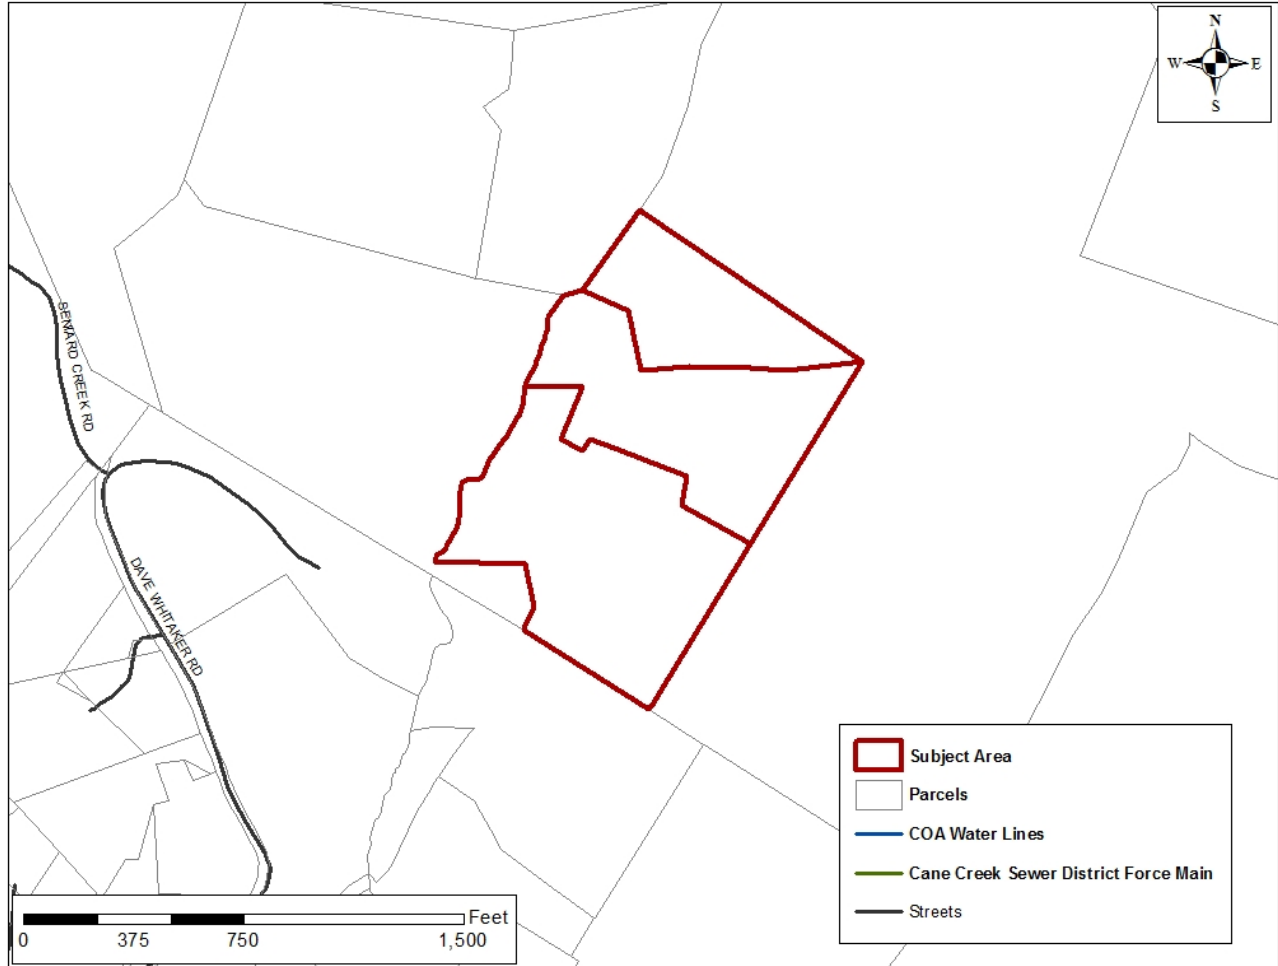 N
W E
S
SEMARD CREEK RD
DAVE WHITAKER RD
Subject Area
Parcels
COA Water Lines
Cane Creek Sewer District Force Main
Streets
Feet
0 375 750 1,500